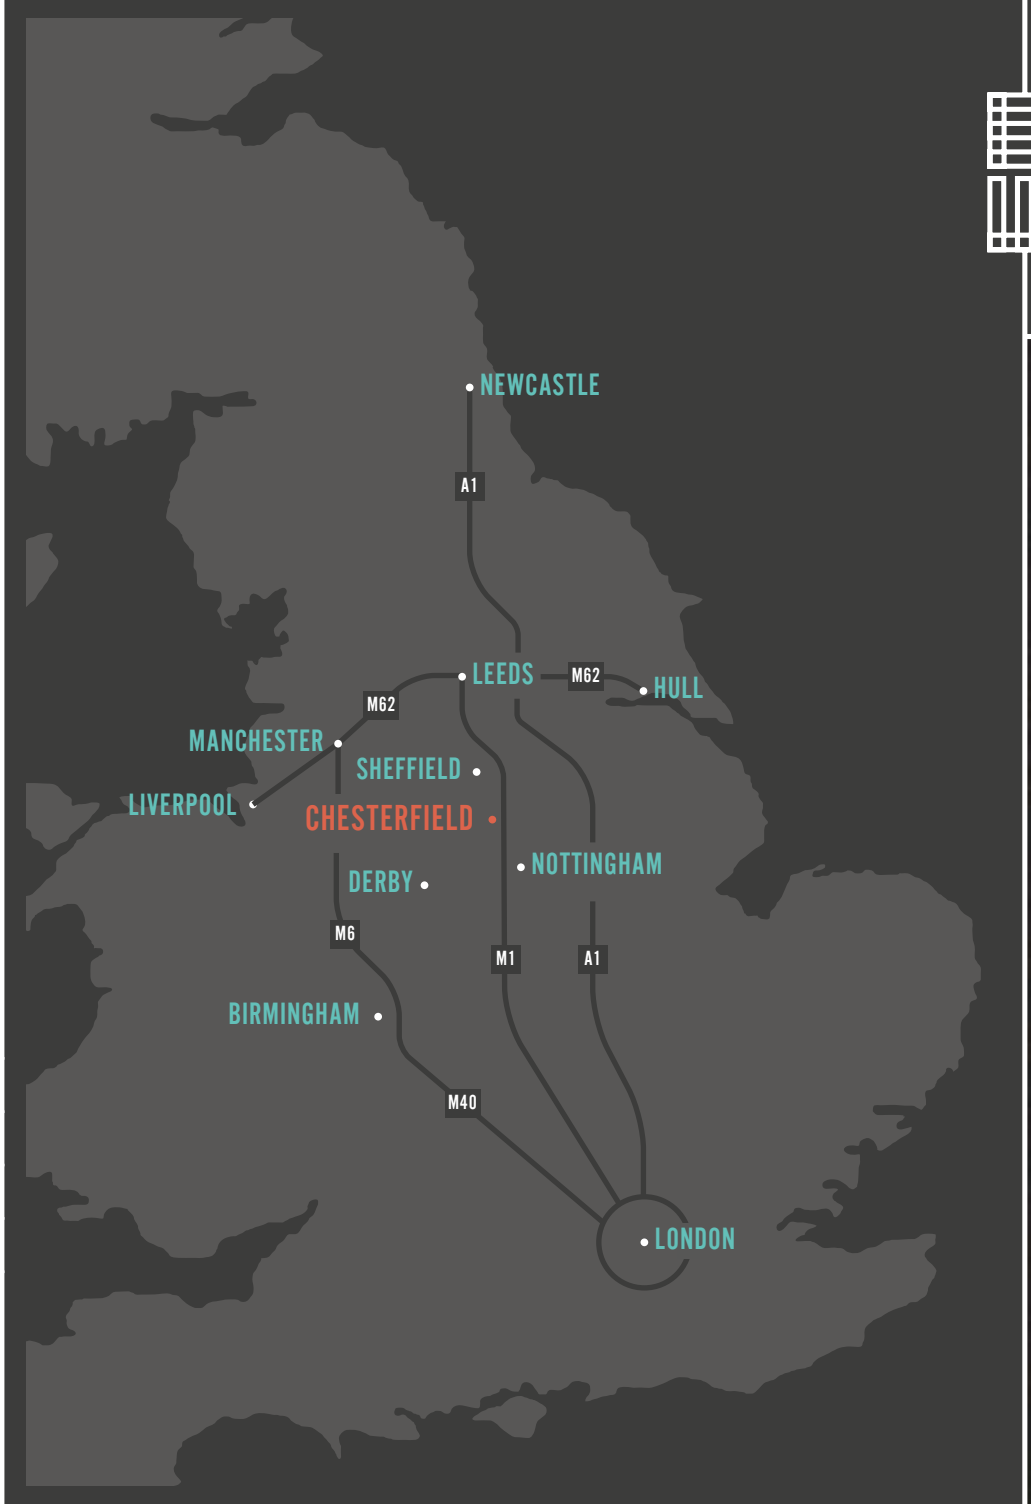 NEWCASTLE
A1
LEEDS
M62
HULL
M62
MANCHESTER
SHEFFIELD
LIVERPOOL
CHESTERFIELD
NOTTINGHAM
DERBY
M6
M1
A1
BIRMINGHAM
M40
LONDON